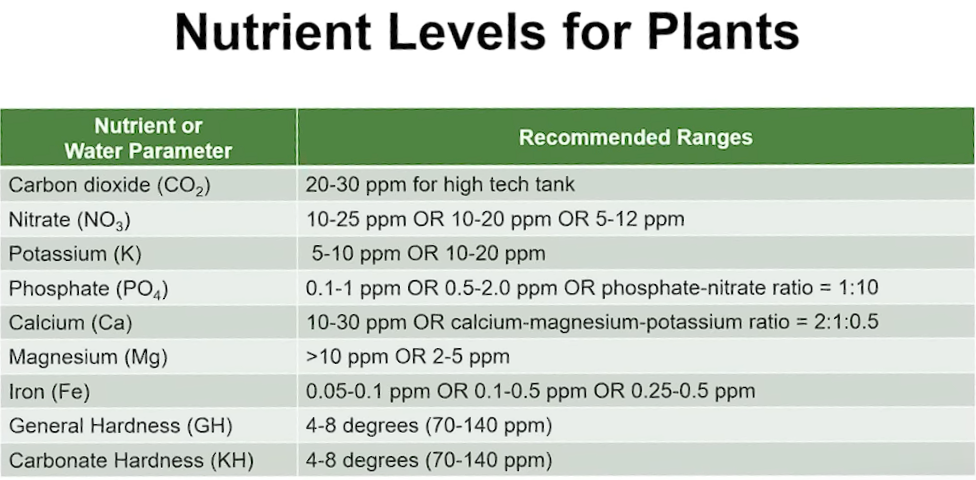 Nutrient Levels for Plants
Nutrient or
Water Parameter
Recommended Ranges
Carbon dioxide (CO₂) 20-30 ppm for high tech tank
Nitrate (NO₃) 10-25 ppm OR 10-20 ppm OR 5-12 ppm
Potassium (K) 5-10 ppm OR 10-20 ppm
Phosphate (PO₄) 0.1-1 ppm OR 0.5-2.0 ppm OR phosphate-nitrate ratio = 1:10
Calcium (Ca) 10-30 ppm OR calcium-magnesium-potassium ratio = 2:1:0.5
Magnesium (Mg) >10 ppm OR 2-5 ppm
Iron (Fe) 0.05-0.1 ppm OR 0.1-0.5 ppm OR 0.25-0.5 ppm
General Hardness (GH) 4-8 degrees (70-140 ppm)
Carbonate Hardness (KH) 4-8 degrees (70-140 ppm)